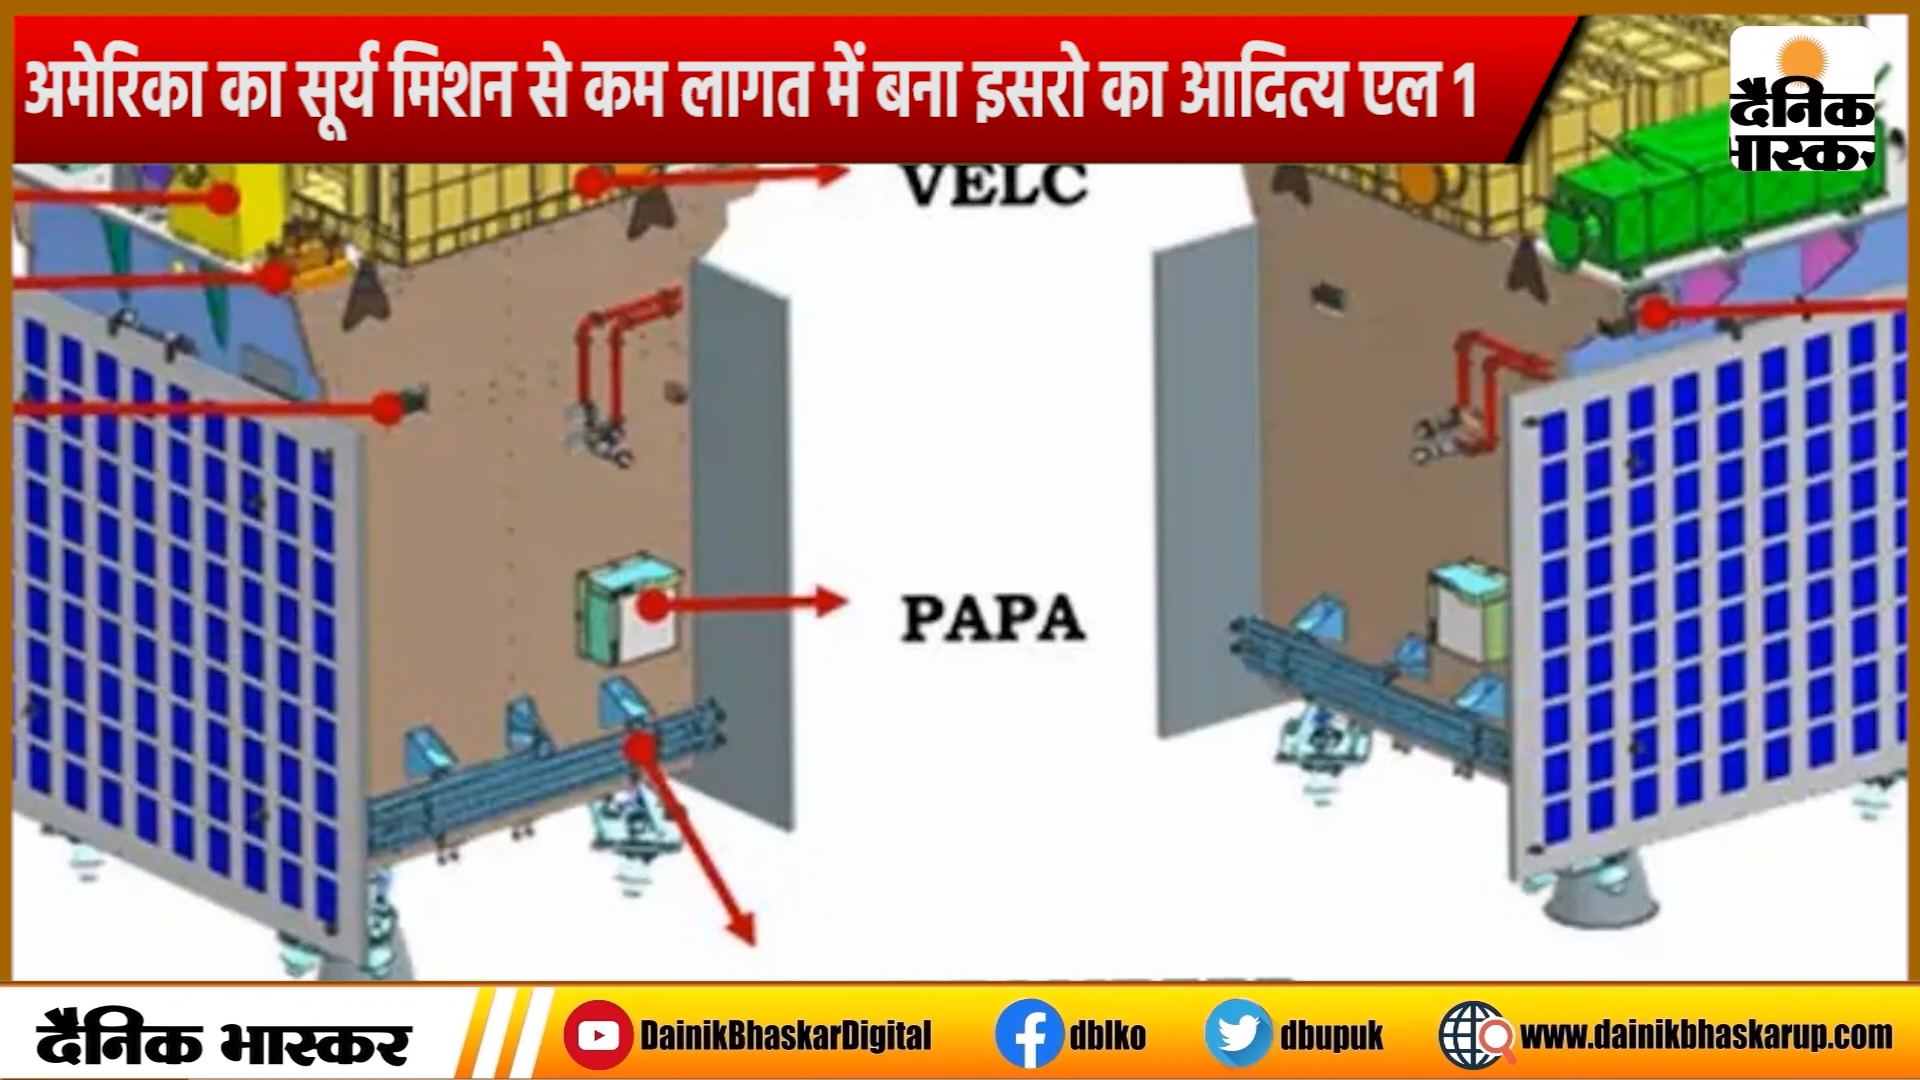 अमेरिका का सूर्य मिशन से कम लागत में बना इसरो का आदित्य एल 1
दैनिक
भास्कर
VELC
PAPA
दैनिक भास्कर
DainikBhaskarDigital
dblko
dbupuk
www.dainikbhaskarup.com